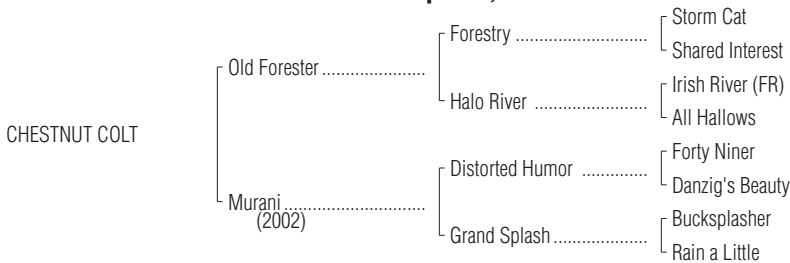 Storm Cat
Forestry ................................
Shared Interest
Old Forester ......................
Irish River (FR)
Halo River ............................
All Hallows
CHESTNUT COLT
Forty Niner
Distorted Humor ..............
Danzig's Beauty
Murani ..............................
(2002)
Bucksplasher
Grand Splash ....................
Rain a Little